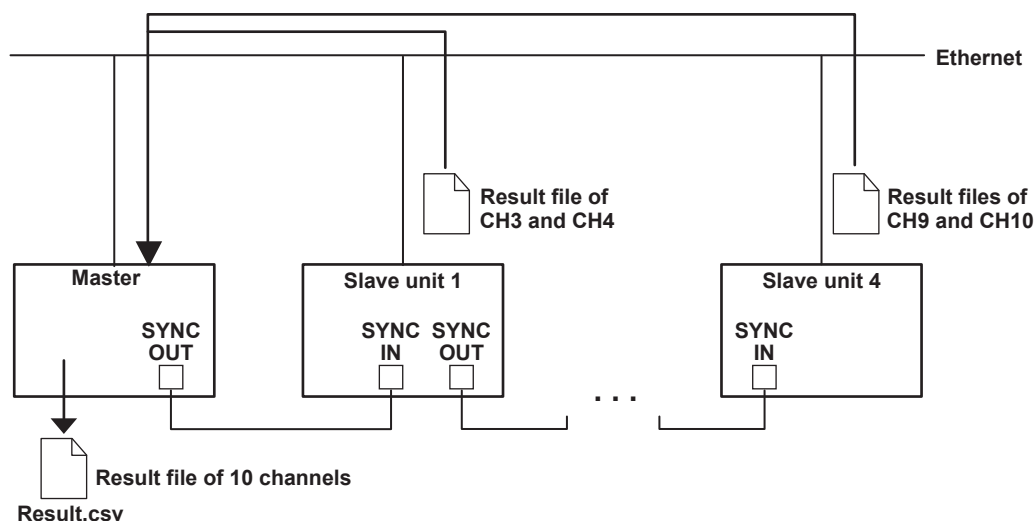 Ethernet
Result file of
CH3 and CH4
Result files of
CH9 and CH10
Master
Slave unit 1
Slave unit 4
SYNC
OUT
SYNC
IN
SYNC
OUT
SYNC
IN
. . .
Result file of 10 channels
Result.csv